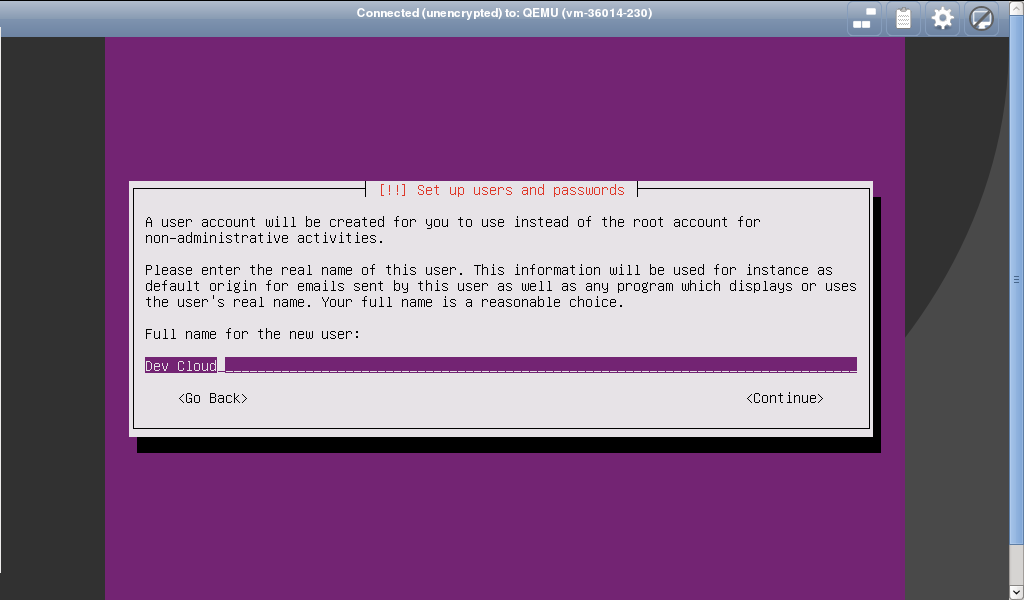 Connected (unencrypted) to: QEMU (vm-36014-230)
[!!] Set up users and passwords
A user account will be created for you to use instead of the root account for
non-administrative activities.
Please enter the real name of this user. This information will be used for instance as
default origin for emails sent by this user as well as any program which displays or uses
the user's real name. Your full name is a reasonable choice.
Full name for the new user:
Dev Cloud
<Go Back> <Continue>